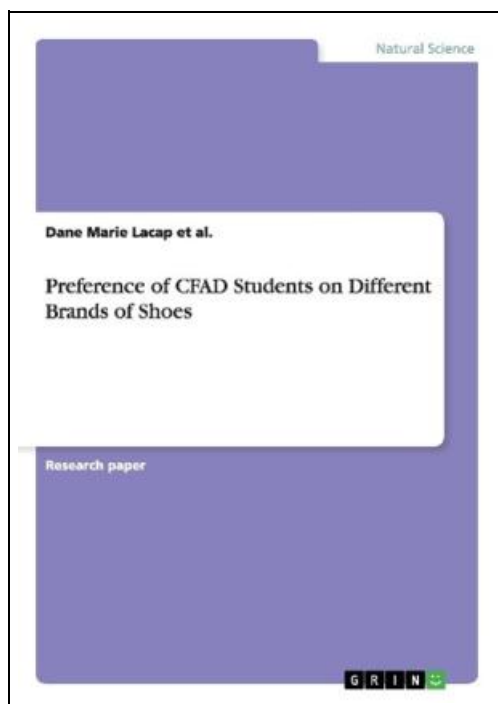 Natural Science
Dane Marie Lacap et al.
Preference of CFAD Students on Different
Brands of Shoes
Research paper
GRIN